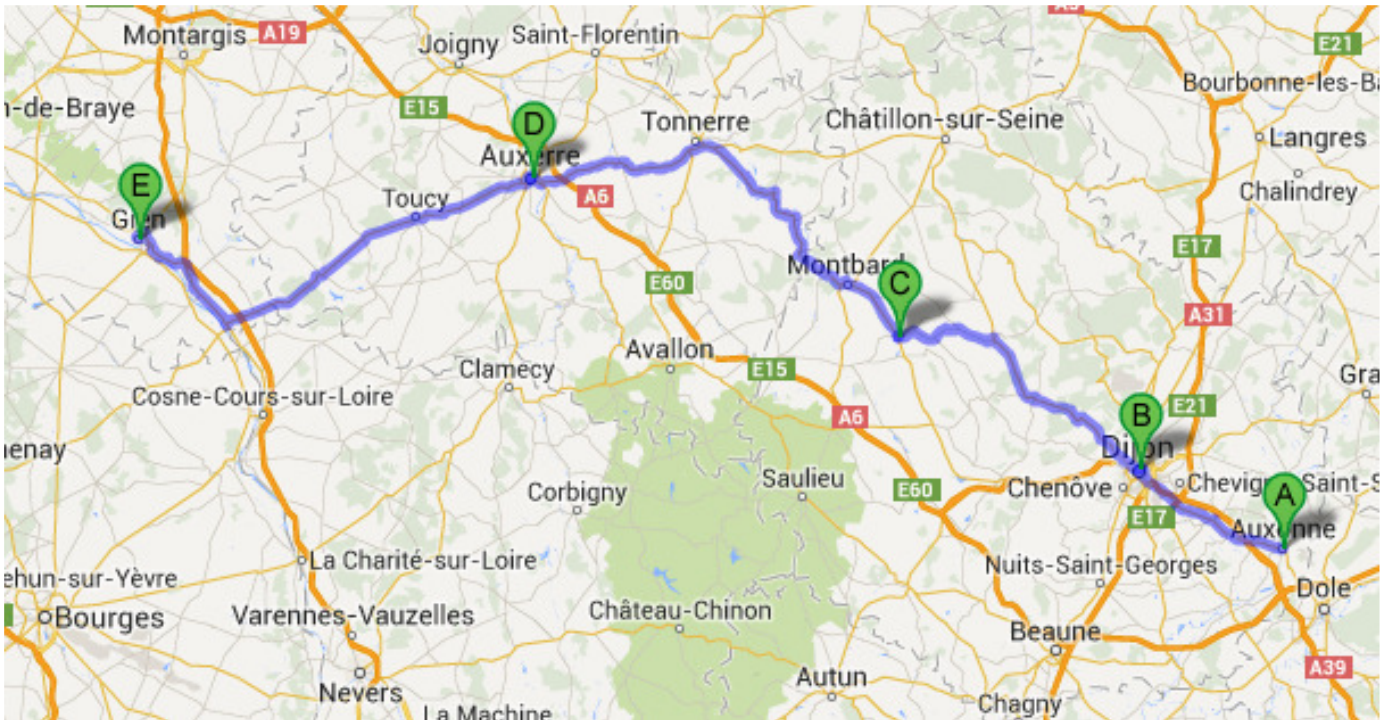 Montargis
A19
Joigny
Saint-Florentin
E21
Bourbonne-les-Ba
n-de-Braye
E15
D
Tonnerre
Châtillon-sur-Seine
Langres
Auxerre
E
A6
Chalindrey
Toucy
Gien
E17
Montbard
C
E60
A31
Avallon
E15
Clamecy
Gra
Cosne-Cours-sur-Loire
A6
E21
B
enay
Dijon
Saulieu
Corbigny
E60
Chenôve
Chevign Saint-S
A
E17
Auxonne
La Charité-sur-Loire
Nuits-Saint-Georges
ehun-sur-Yèvre
Dole
Bourges
Varennes-Vauzelles
Château-Chinon
Beaune
A39
Nevers
Autun
La Machine
Chagny